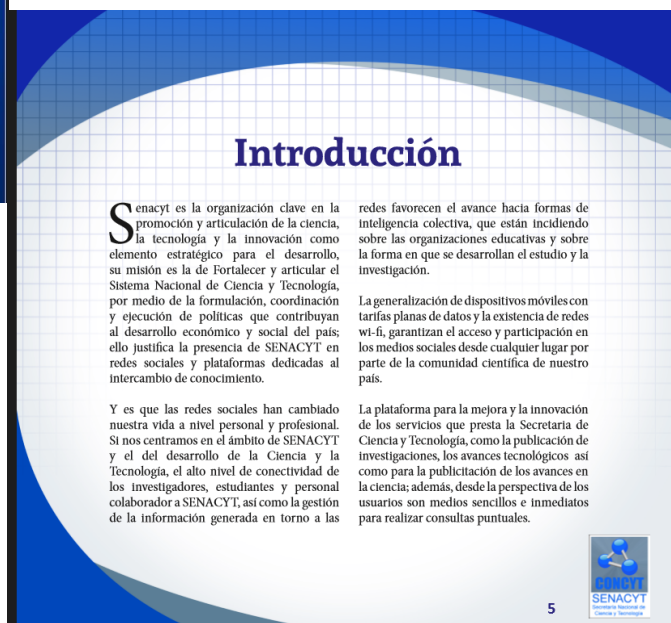 Introducción
Senacyt es la organización clave en la
promoción y articulación de la ciencia,
la tecnología y la innovación como
elemento estratégico para el desarrollo,
su misión es la de Fortalecer y articular el
Sistema Nacional de Ciencia y Tecnología,
por medio de la formulación, coordinación
y ejecución de políticas que contribuyan
al desarrollo económico y social del país;
ello justifica la presencia de SENACYT en
redes sociales y plataformas dedicadas al
intercambio de conocimiento.
Y es que las redes sociales han cambiado
nuestra vida a nivel personal y profesional.
Si nos centramos en el ámbito de SENACYT
y el del desarrollo de la Ciencia y la
Tecnología, el alto nivel de conectividad de
los investigadores, estudiantes y personal
colaborador a SENACYT, así como la gestión
de la información generada en torno a las
redes favorecen el avance hacia formas de
inteligencia colectiva, que están incidiendo
sobre las organizaciones educativas y sobre
la forma en que se desarrollan el estudio y la
investigación.
La generalización de dispositivos móviles con
tarifas planas de datos y la existencia de redes
wi-fi, garantizan el acceso y participación en
los medios sociales desde cualquier lugar por
parte de la comunidad científica de nuestro
país.
La plataforma para la mejora y la innovación
de los servicios que presta la Secretaria de
Ciencia y Tecnología, como la publicación de
investigaciones, los avances tecnológicos así
como para la publicitación de los avances en
la ciencia; además, desde la perspectiva de los
usuarios son medios sencillos e inmediatos
para realizar consultas puntuales.
5
CONCYT
SENACYT
Secretaría Nacional de
Ciencia y Tecnología